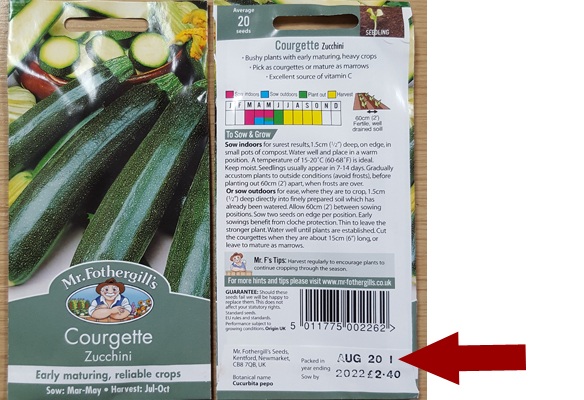 Mr. Fothergill's
Courgette
Zucchini
Early maturing, reliable crops
Sow: Mar-May • Harvest: Jul-Oct
Average
20
seeds
SEEDLING
Courgette Zucchini
• Bushy plants with early maturing, heavy crops
• Pick as courgettes or mature as marrows
• Excellent source of vitamin C
Sow indoors Sow outdoors Plant out Harvest
J F M A M J J A S O N D
60cm (2')
Fertile, well
drained soil
To Sow & Grow
Sow indoors for surest results, 1.5cm (½") deep, on edge, in
small pots of compost. Water well and place in a warm
position. A temperature of 15-20°C (60-68°F) is ideal.
Keep moist. Seedlings usually appear in 7-14 days. Gradually
accustom plants to outside conditions (avoid frosts), before
planting out 60cm (2') apart, when frosts are over.
Or sow outdoors for ease, where they are to crop, 1.5cm
(½") deep directly into finely prepared soil which has
already been watered. Allow 60cm (2') between sowing
positions. Sow two seeds on edge per position. Early
sowings benefit from cloche protection. Thin to leave the
stronger plant. Water well until plants are established. Cut
the courgettes when they are about 15cm (6") long, or
leave to mature as marrows.
Mr. F's Tips: Harvest regularly to encourage plants to
continue cropping through the season.
For more hints and tips please visit www.mr-fothergills.co.uk
GUARANTEE: Should these
seeds fail we will be happy to
replace them. This does not
affect your statutory rights.
Standard seeds.
EU rules and standards.
Performance subject to
growing conditions. Origin UK
5 011775 002262 >
Mr. Fothergill's Seeds,
Kentford, Newmarket,
CB8 7QB, UK
Botanical name
Cucurbita pepo
Packed in
year ending
Sow by
AUG 20
2022 £2.40